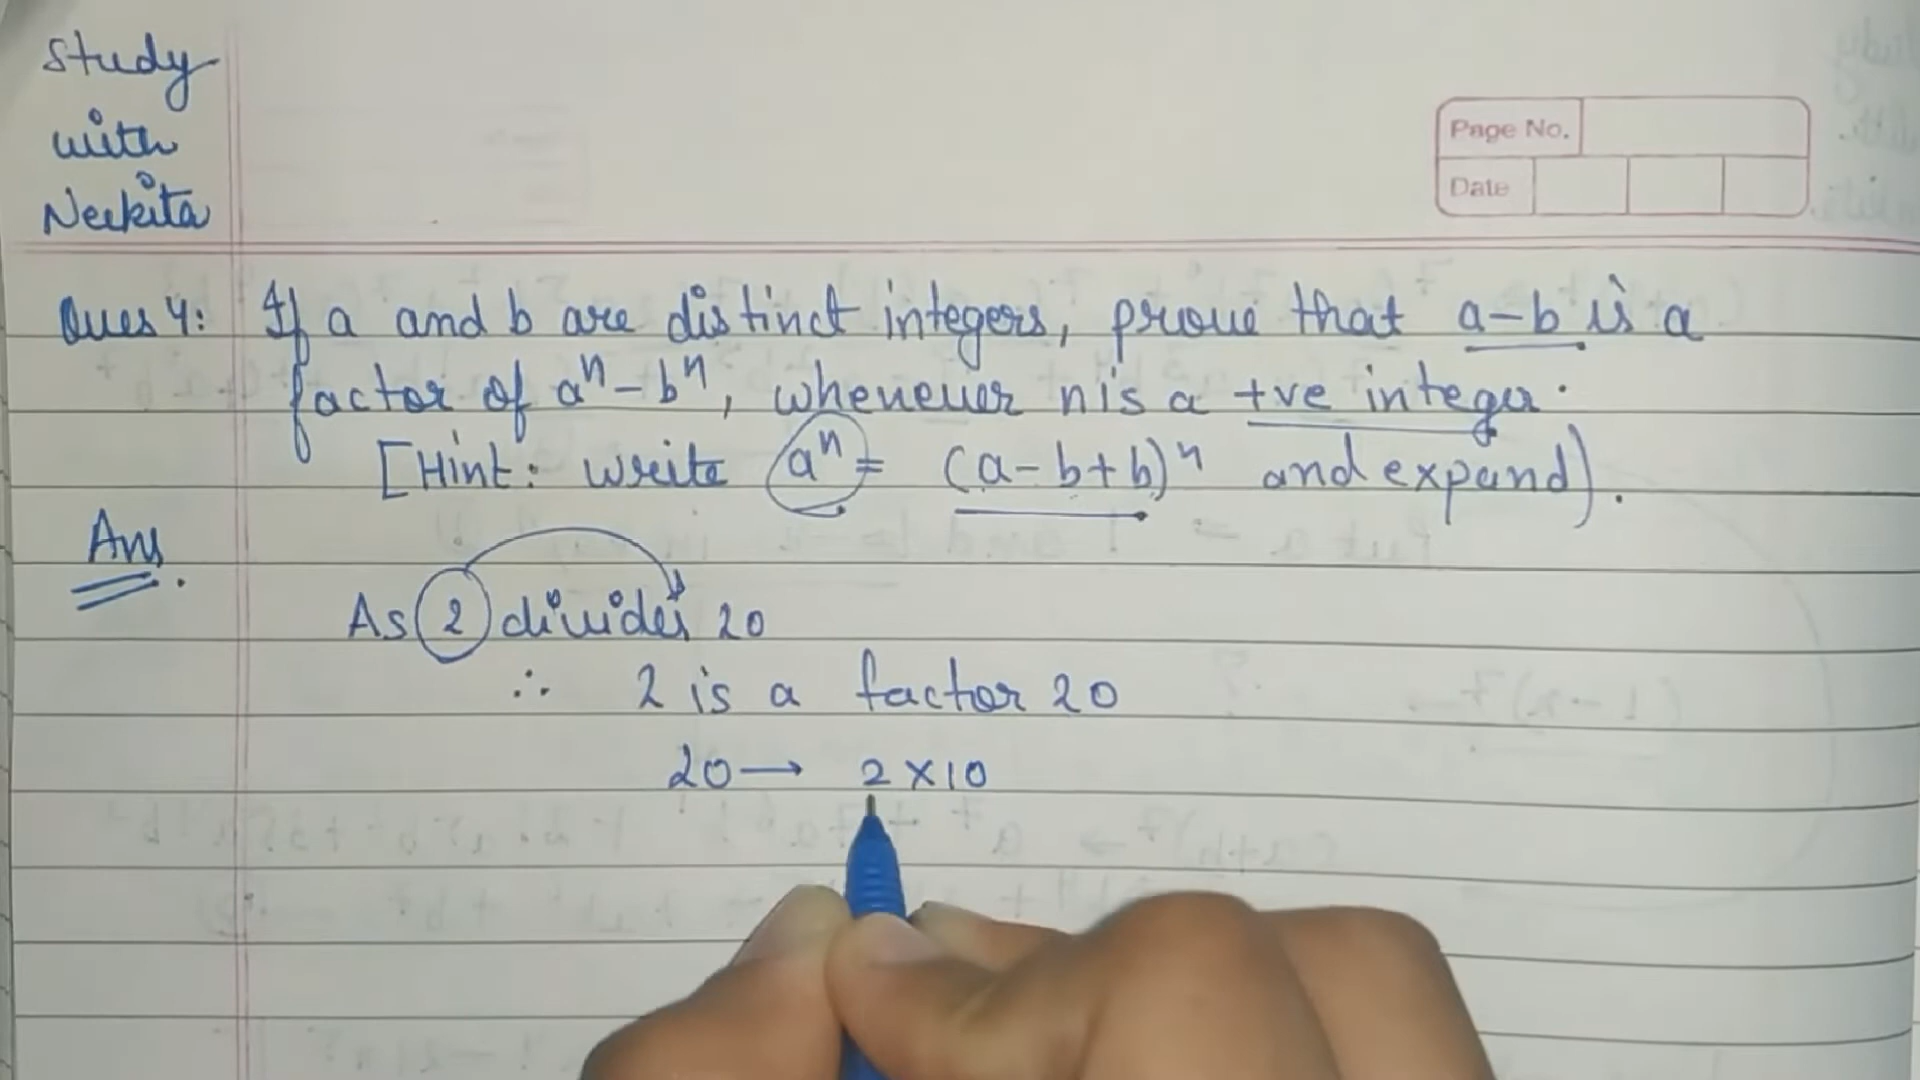 Study
with
Neekita
Page No.
Date
Ques 4: If a and b are distinct integers, prove that a-b is a
factor of aⁿ-bⁿ, whenever n is a +ve integer.
[Hint: write aⁿ = (a-b+b)ⁿ and expand].
Ans.
As 2 divides 20
∴ 2 is a factor 20
20 → 2×10